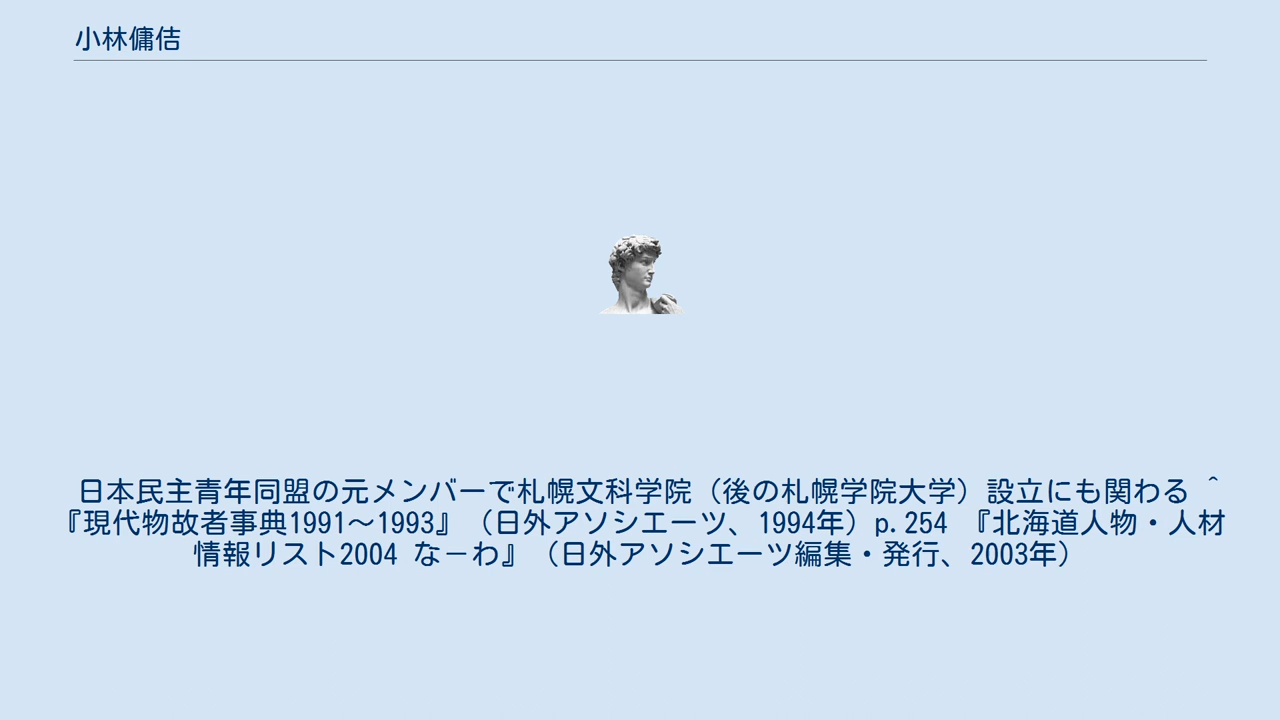 小林傭佶
日本民主青年同盟の元メンバーで札幌文科学院（後の札幌学院大学）設立にも関わる ^
『現代物故者事典1991～1993』（日外アソシエーツ、1994年）p.254 『北海道人物・人材
情報リスト2004 な－わ』（日外アソシエーツ編集・発行、2003年）